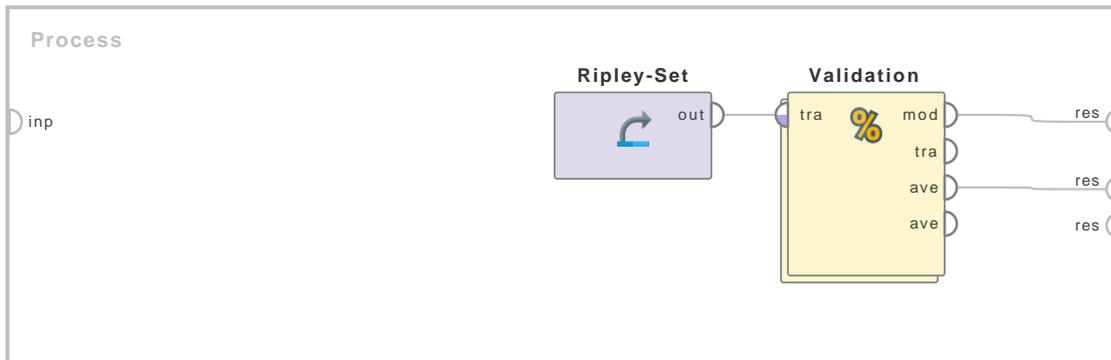 Process
inp
Ripley-Set
out
Validation
tra
mod
tra
ave
ave
res
res
res